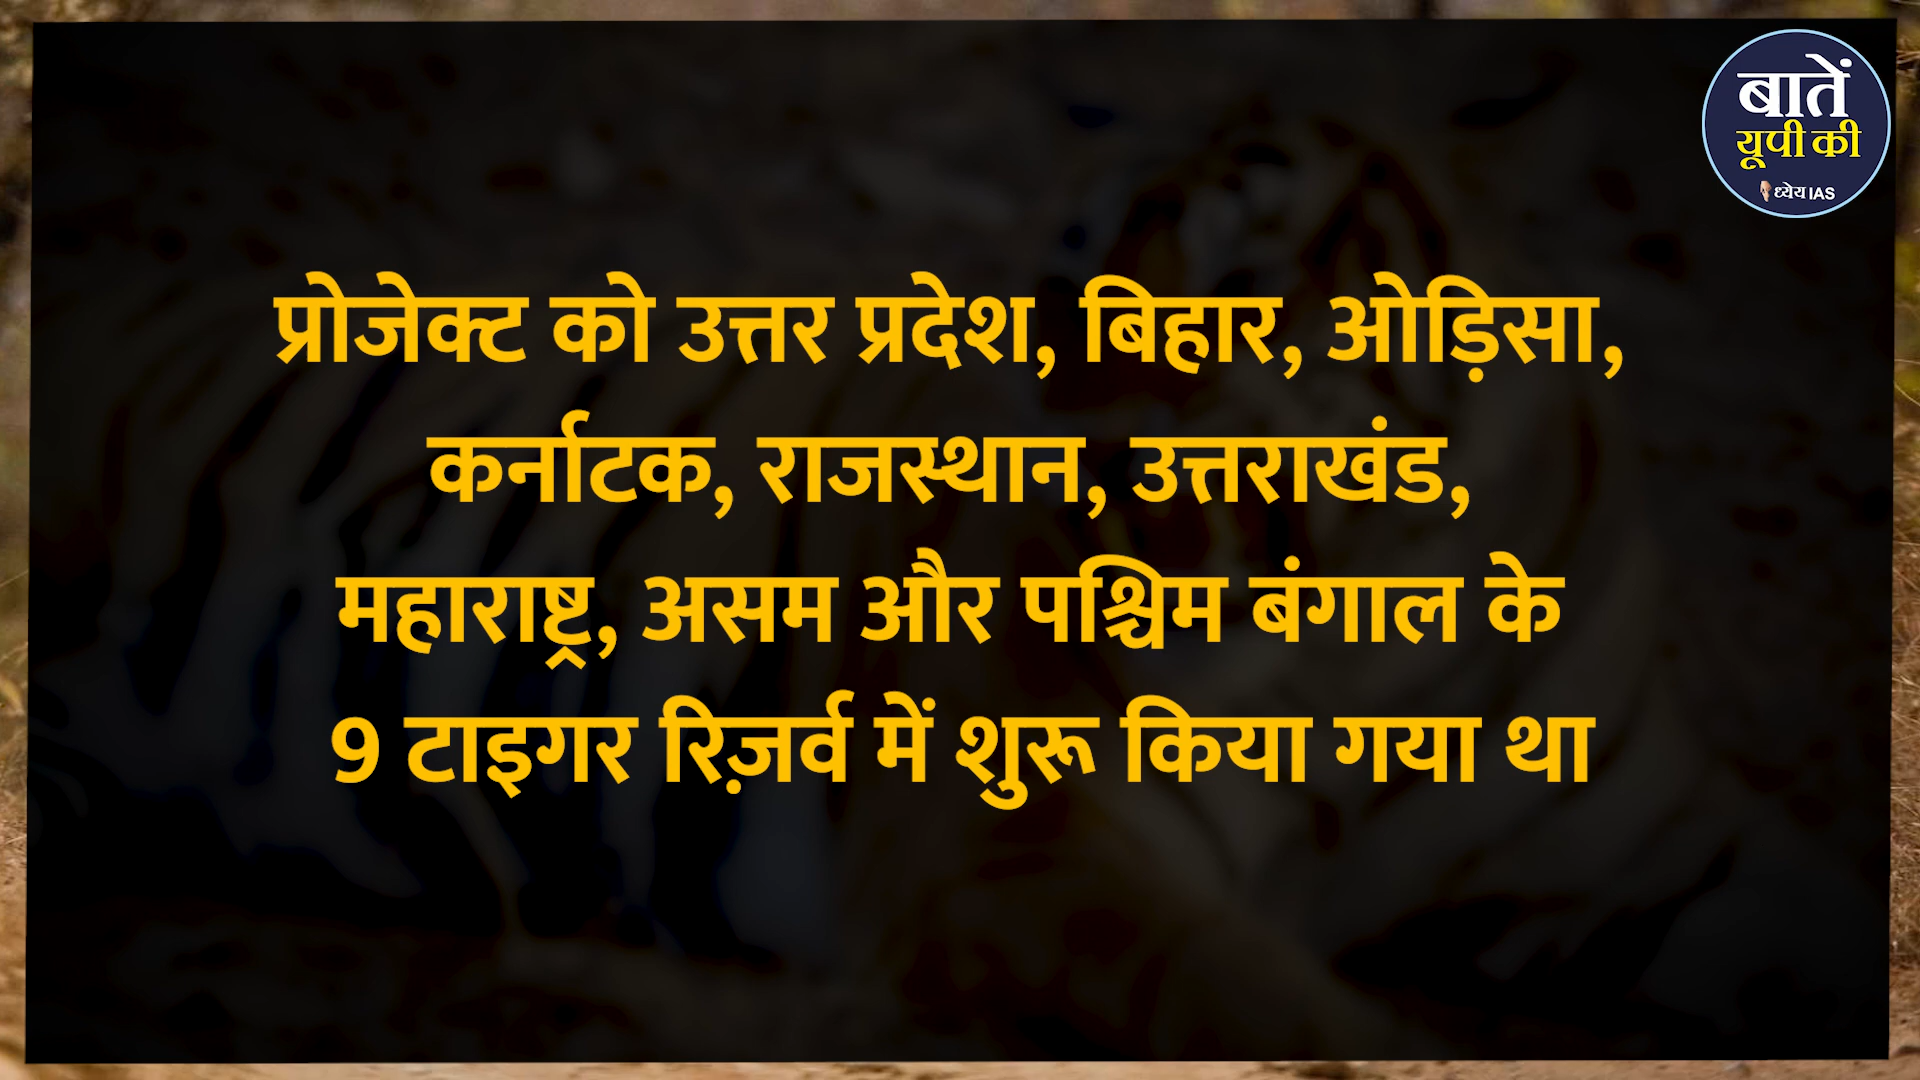 बातें
यूपी की
ध्येय IAS
प्रोजेक्ट को उत्तर प्रदेश, बिहार, ओड़िसा,
कर्नाटक, राजस्थान, उत्तराखंड,
महाराष्ट्र, असम और पश्चिम बंगाल के
9 टाइगर रिज़र्व में शुरू किया गया था